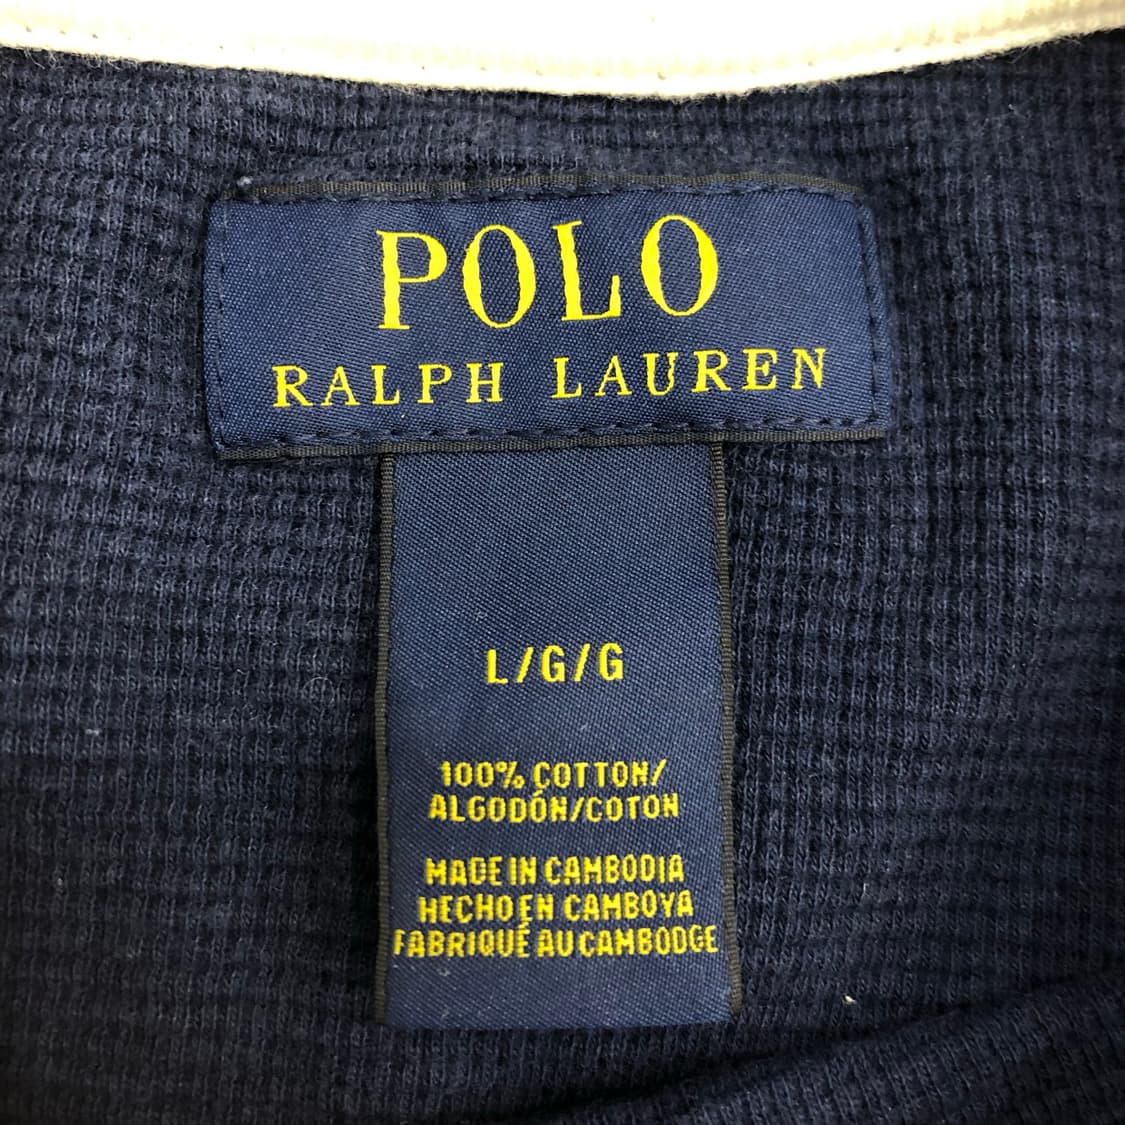 POLO
RALPH LAUREN
L/G/G
100% COTTON/
ALGODÓN/COTON
MADE IN CAMBODIA
HECHO EN CAMBOYA
FABRIQUÉ AU CAMBODGE